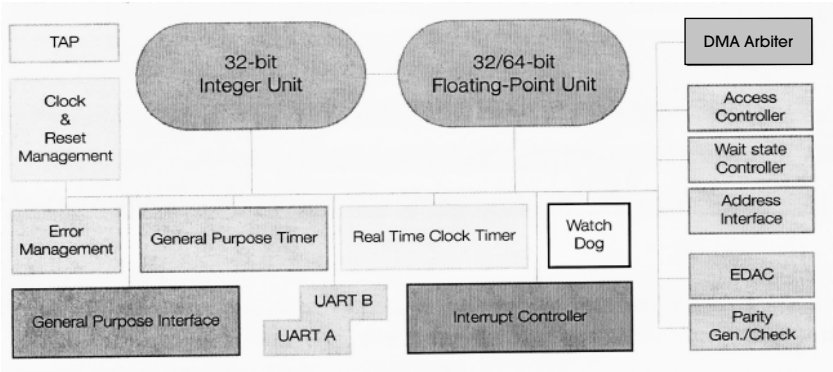 TAP
32-bit
Integer Unit
32/64-bit
Floating-Point Unit
DMA Arbiter
Clock
&
Reset
Management
Access
Controller
Wait state
Controller
Address
Interface
Error
Management
General Purpose Timer
Real Time Clock Timer
Watch
Dog
EDAC
General Purpose Interface
UART B
UART A
Interrupt Controller
Parity
Gen./Check